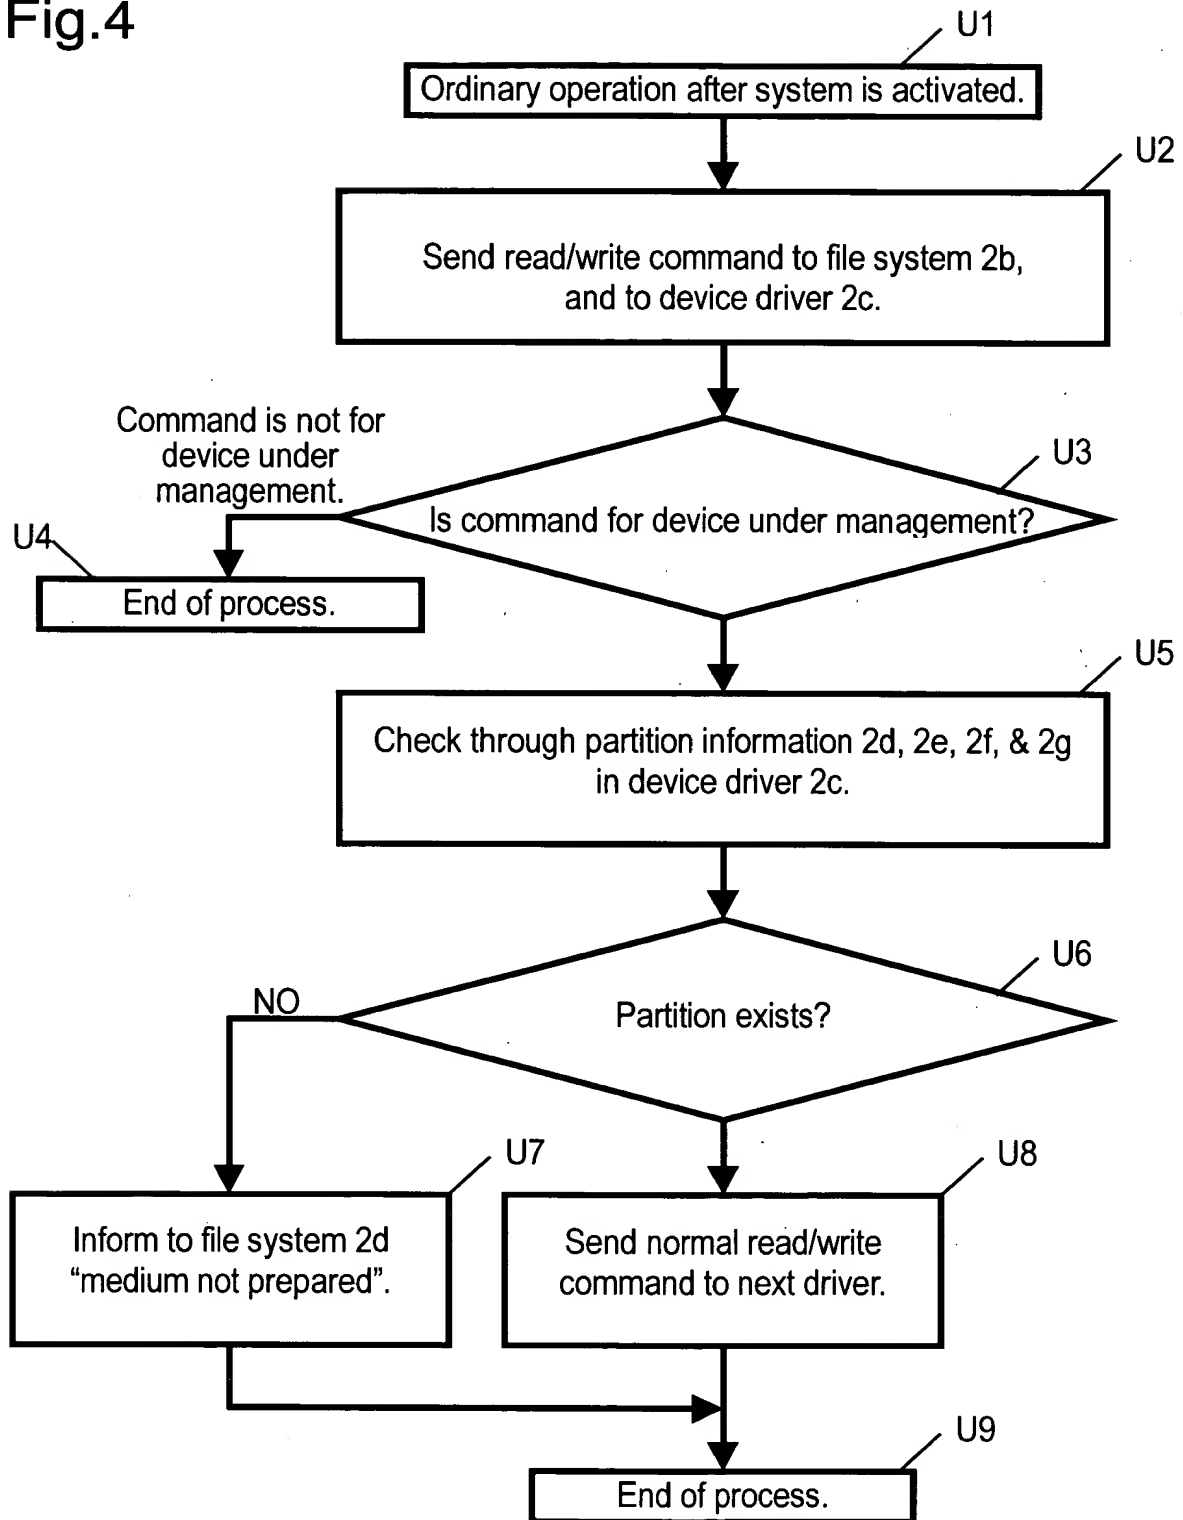 Fig.4
U1
Ordinary operation after system is activated.
U2
Send read/write command to file system 2b,
and to device driver 2c.
Command is not for
device under
management.
U3
Is command for device under management?
U4
End of process.
U5
Check through partition information 2d, 2e, 2f, & 2g
in device driver 2c.
U6
NO
Partition exists?
U7
Inform to file system 2d
“medium not prepared”.
U8
Send normal read/write
command to next driver.
U9
End of process.